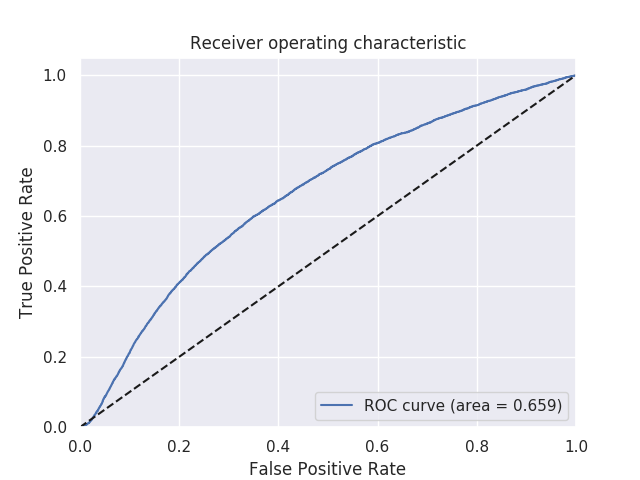 Receiver operating characteristic
1.0
0.8
0.6
0.4
0.2
0.0
True Positive Rate
ROC curve (area = 0.659)
0.0 0.2 0.4 0.6 0.8 1.0
False Positive Rate